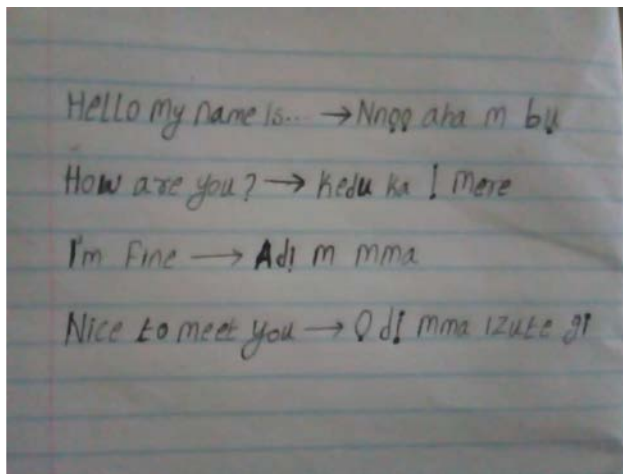 Hello my name is... → Nnọọ aha m bụ
How are you? → Kedu ka Ị mere
I'm Fine → Adị m mma
Nice to meet you → Ọ dị mma izute gi